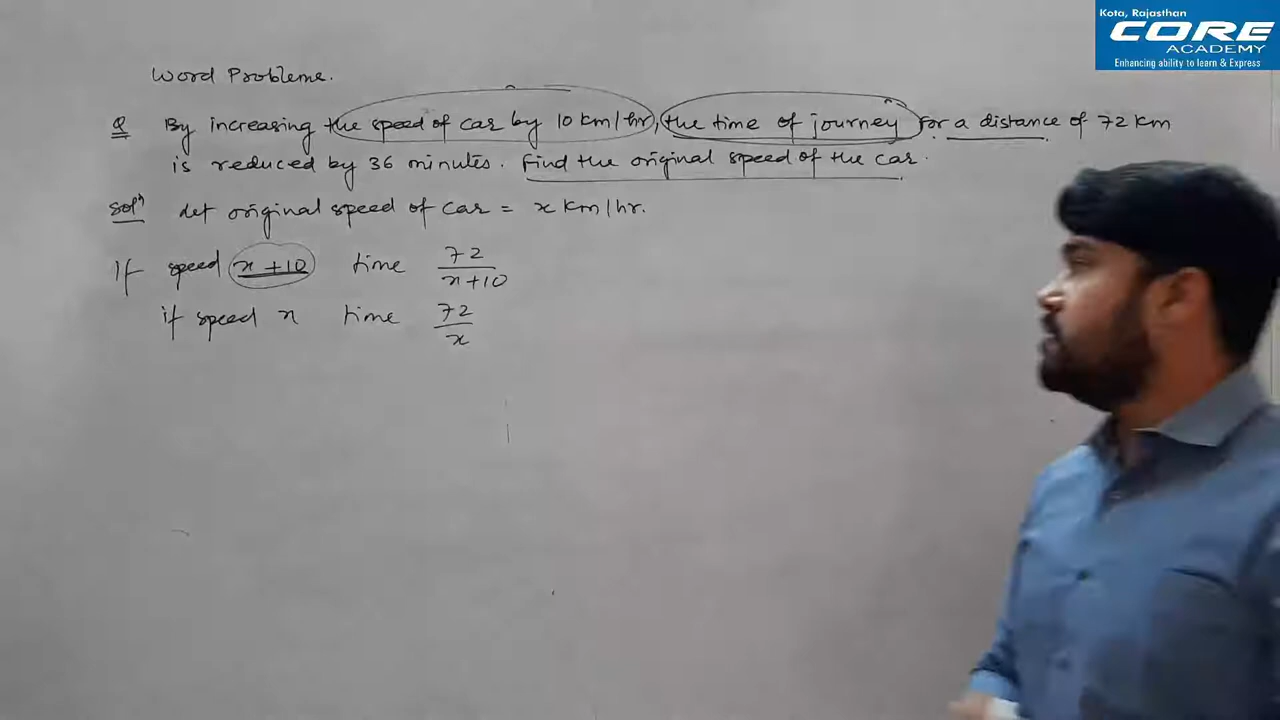 Kota, Rajasthan
CORE
ACADEMY
Enhancing ability to learn & Express
Word Probleme.
Q By increasing the speed of car by 10 km/hr, the time of journey for a distance of 72 km
is reduced by 36 minutes. Find the original speed of the car.
Solⁿ Let original speed of car = x km/hr.
If speed x+10 time 72/x+10
if speed x time 72/x